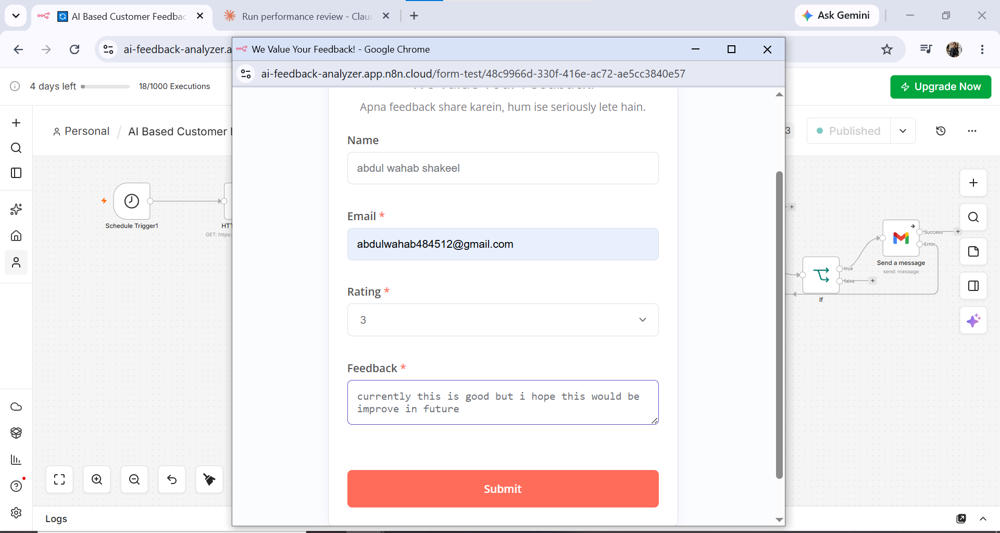 AI Based Customer Feedbac
Run performance review - Clau
Ask Gemini
ai-feedback-analyzer.a
We Value Your Feedback! - Google Chrome
ai-feedback-analyzer.app.n8n.cloud/form-test/48c9966d-330f-416e-ac72-ae5cc3840e57
4 days left
18/1000 Executions
Upgrade Now
Personal / AI Based Customer
3
Published
Apna feedback share karein, hum ise seriously lete hain.
Name
abdul wahab shakeel
Email *
abdulwahab484512@gmail.com
Rating *
3
Feedback *
currently this is good but i hope this would be
improve in future
Submit
Schedule Trigger1
HTT
GET: https:
Success
Error
Send a message
send: message
true
false
If
Logs